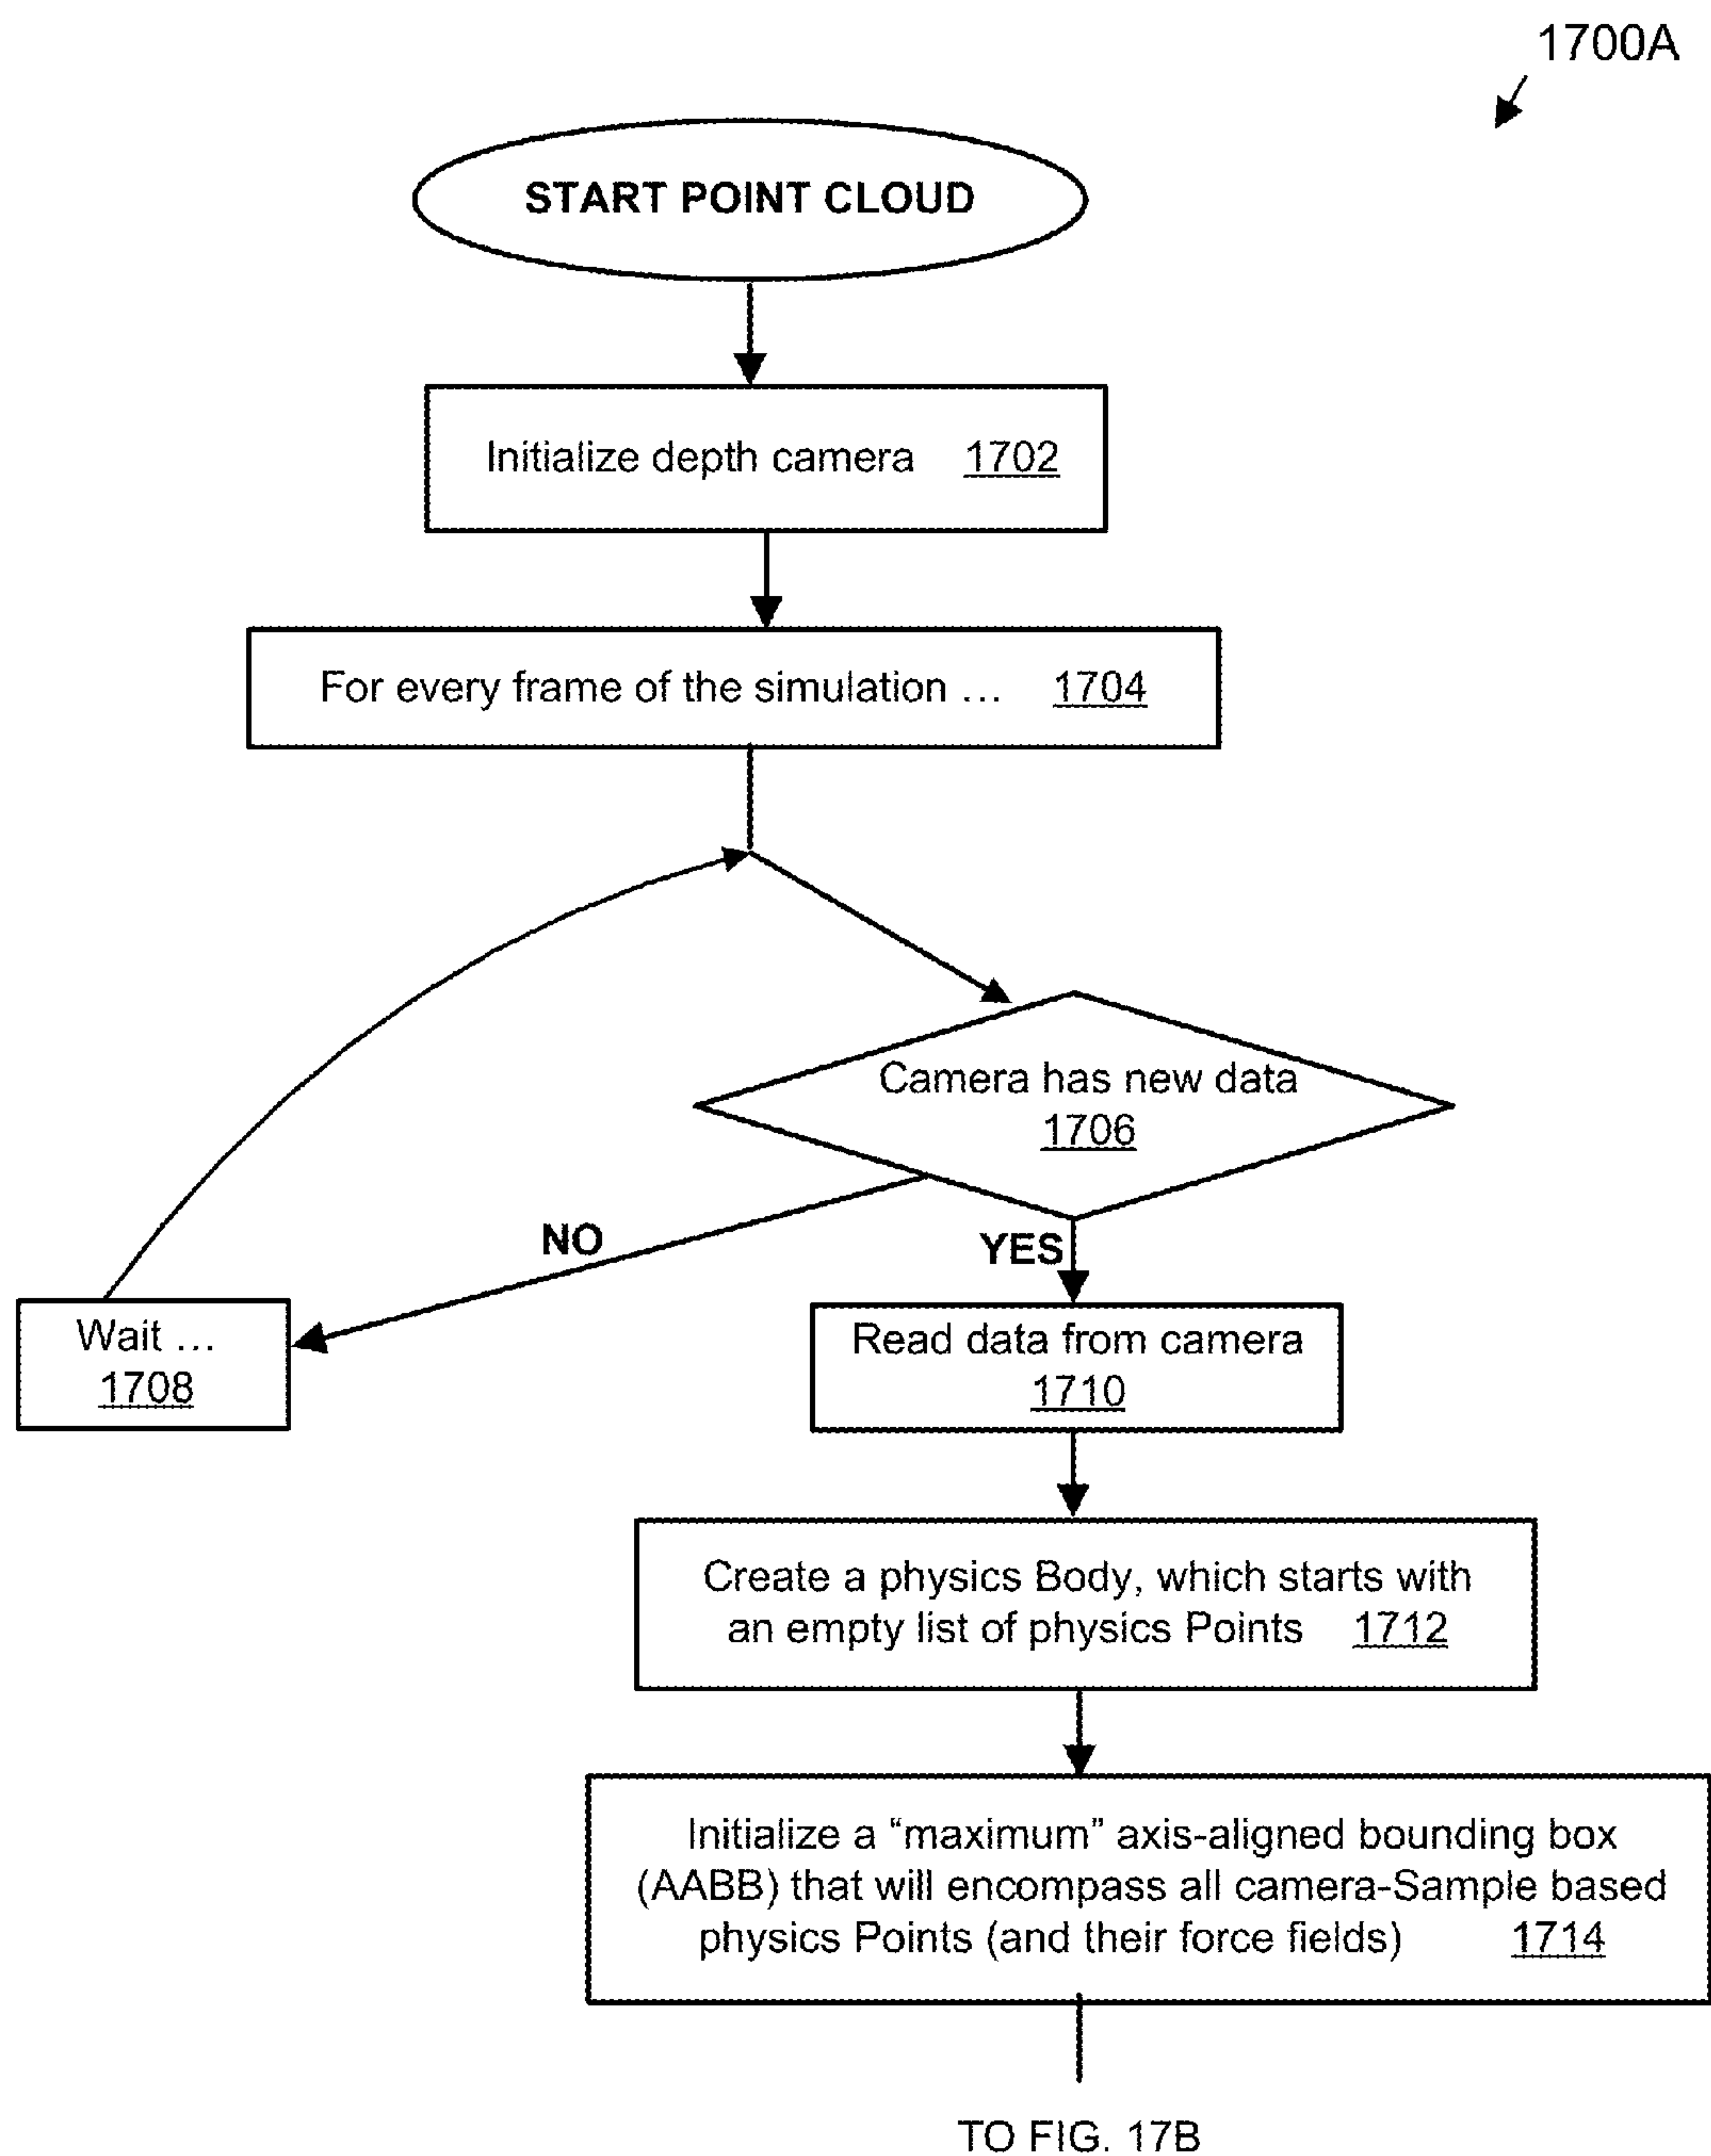 1700A
START POINT CLOUD
Initialize depth camera 1702
For every frame of the simulation … 1704
Camera has new data
1706
NO
YES
Wait …
1708
Read data from camera
1710
Create a physics Body, which starts with
an empty list of physics Points 1712
Initialize a “maximum” axis-aligned bounding box
(AABB) that will encompass all camera-Sample based
physics Points (and their force fields) 1714
TO FIG. 17B